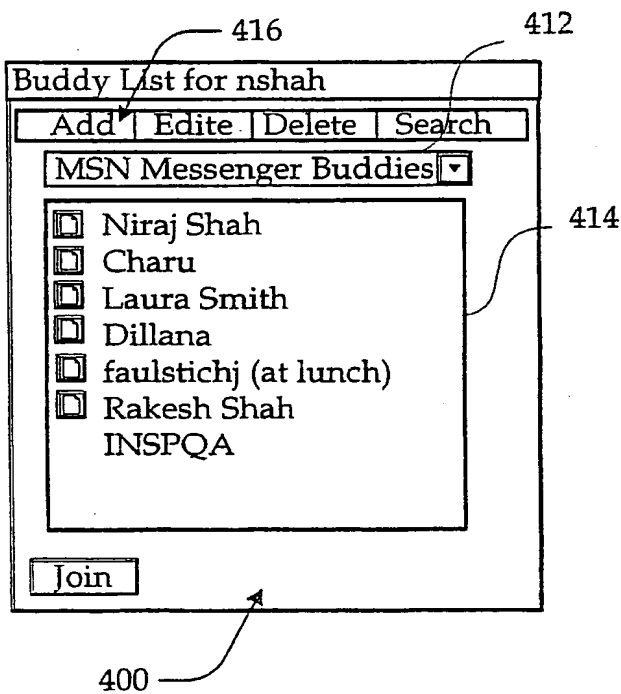 416
412
Buddy List for nshah
Add | Edite | Delete | Search
MSN Messenger Buddies
414
Niraj Shah
Charu
Laura Smith
Dillana
faulstichj (at lunch)
Rakesh Shah
INSPQA
Join
400